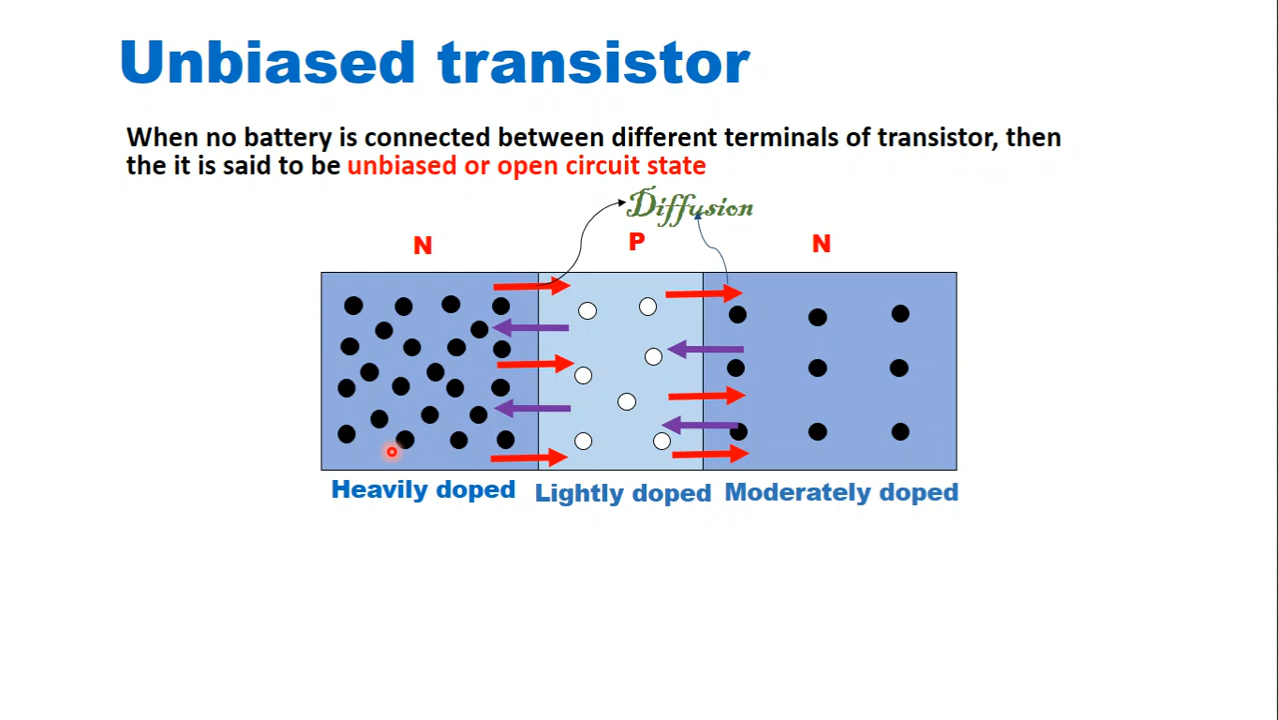 Unbiased transistor
When no battery is connected between different terminals of transistor, then
the it is said to be unbiased or open circuit state
Diffusion
N P N
Heavily doped Lightly doped Moderately doped